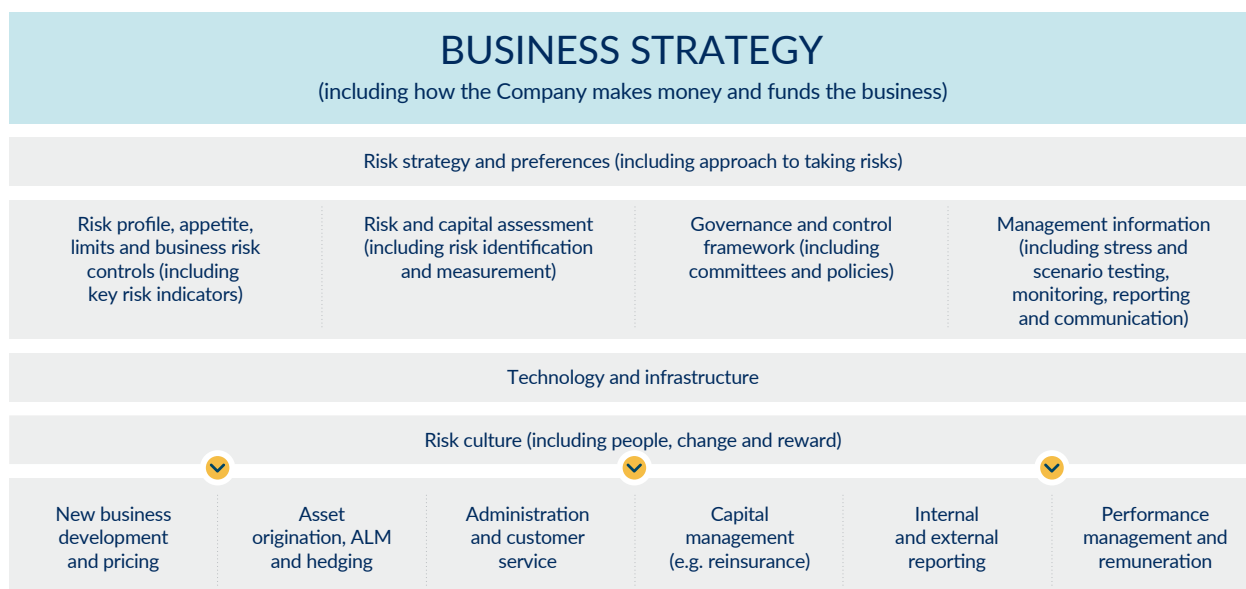 BUSINESS STRATEGY
(including how the Company makes money and funds the business)
Risk strategy and preferences (including approach to taking risks)
Risk profile, appetite,
limits and business risk
controls (including
key risk indicators)
Risk and capital assessment
(including risk identification
and measurement)
Governance and control
framework (including
committees and policies)
Management information
(including stress and
scenario testing,
monitoring, reporting
and communication)
Technology and infrastructure
Risk culture (including people, change and reward)
New business
development
and pricing
Asset
origination, ALM
and hedging
Administration
and customer
service
Capital
management
(e.g. reinsurance)
Internal
and external
reporting
Performance
management and
remuneration